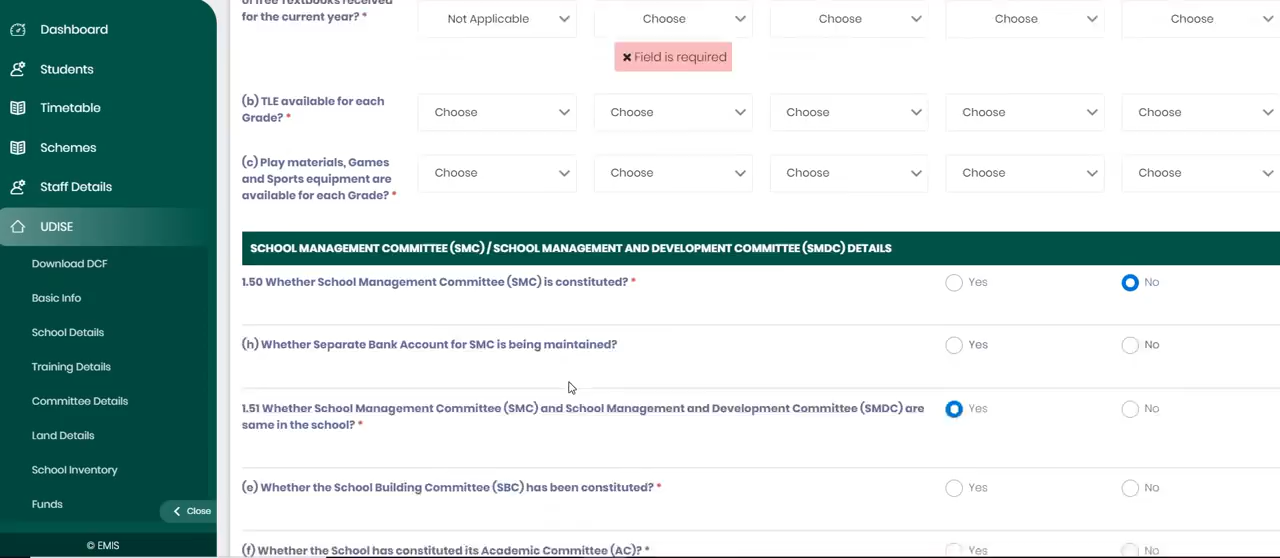 Dashboard
Students
Timetable
Schemes
Staff Details
UDISE
Download DCF
Basic Info
School Details
Training Details
Committee Details
Land Details
School Inventory
Funds
Close
© EMIS
of free Textbooks received
for the current year? *
Not Applicable
Choose
Choose
Choose
Choose
✖ Field is required
(b) TLE available for each
Grade? *
Choose
Choose
Choose
Choose
Choose
(c) Play materials, Games
and Sports equipment are
available for each Grade? *
Choose
Choose
Choose
Choose
Choose
SCHOOL MANAGEMENT COMMITTEE (SMC) / SCHOOL MANAGEMENT AND DEVELOPMENT COMMITTEE (SMDC) DETAILS
1.50 Whether School Management Committee (SMC) is constituted? * Yes No
(h) Whether Separate Bank Account for SMC is being maintained? Yes No
1.51 Whether School Management Committee (SMC) and School Management and Development Committee (SMDC) are Yes No
same in the school? *
(e) Whether the School Building Committee (SBC) has been constituted? * Yes No
(f) Whether the School has constituted its Academic Committee (AC)? * Yes No